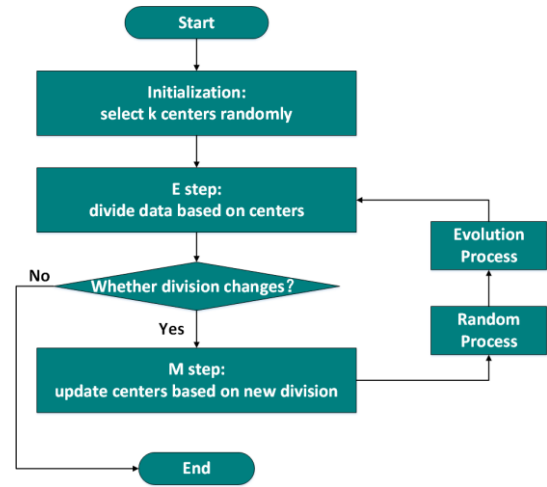 Start
Initialization:
select k centers randomly
E step:
divide data based on centers
Evolution
Process
No
Whether division changes?
Random
Process
Yes
M step:
update centers based on new division
End